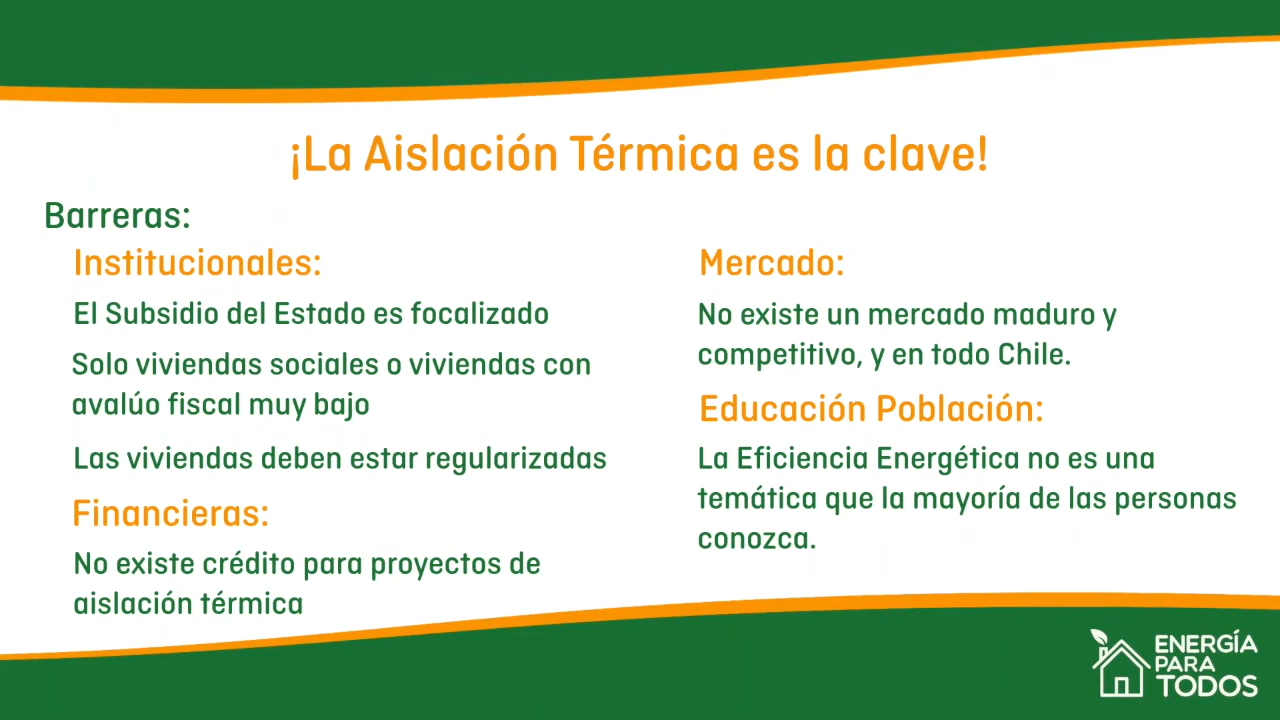 ¡La Aislación Térmica es la clave!
Barreras:
Institucionales:
El Subsidio del Estado es focalizado
Solo viviendas sociales o viviendas con
avalúo fiscal muy bajo
Las viviendas deben estar regularizadas
Financieras:
No existe crédito para proyectos de
aislación térmica
Mercado:
No existe un mercado maduro y
competitivo, y en todo Chile.
Educación Población:
La Eficiencia Energética no es una
temática que la mayoría de las personas
conozca.
ENERGÍA
PARA
TODOS